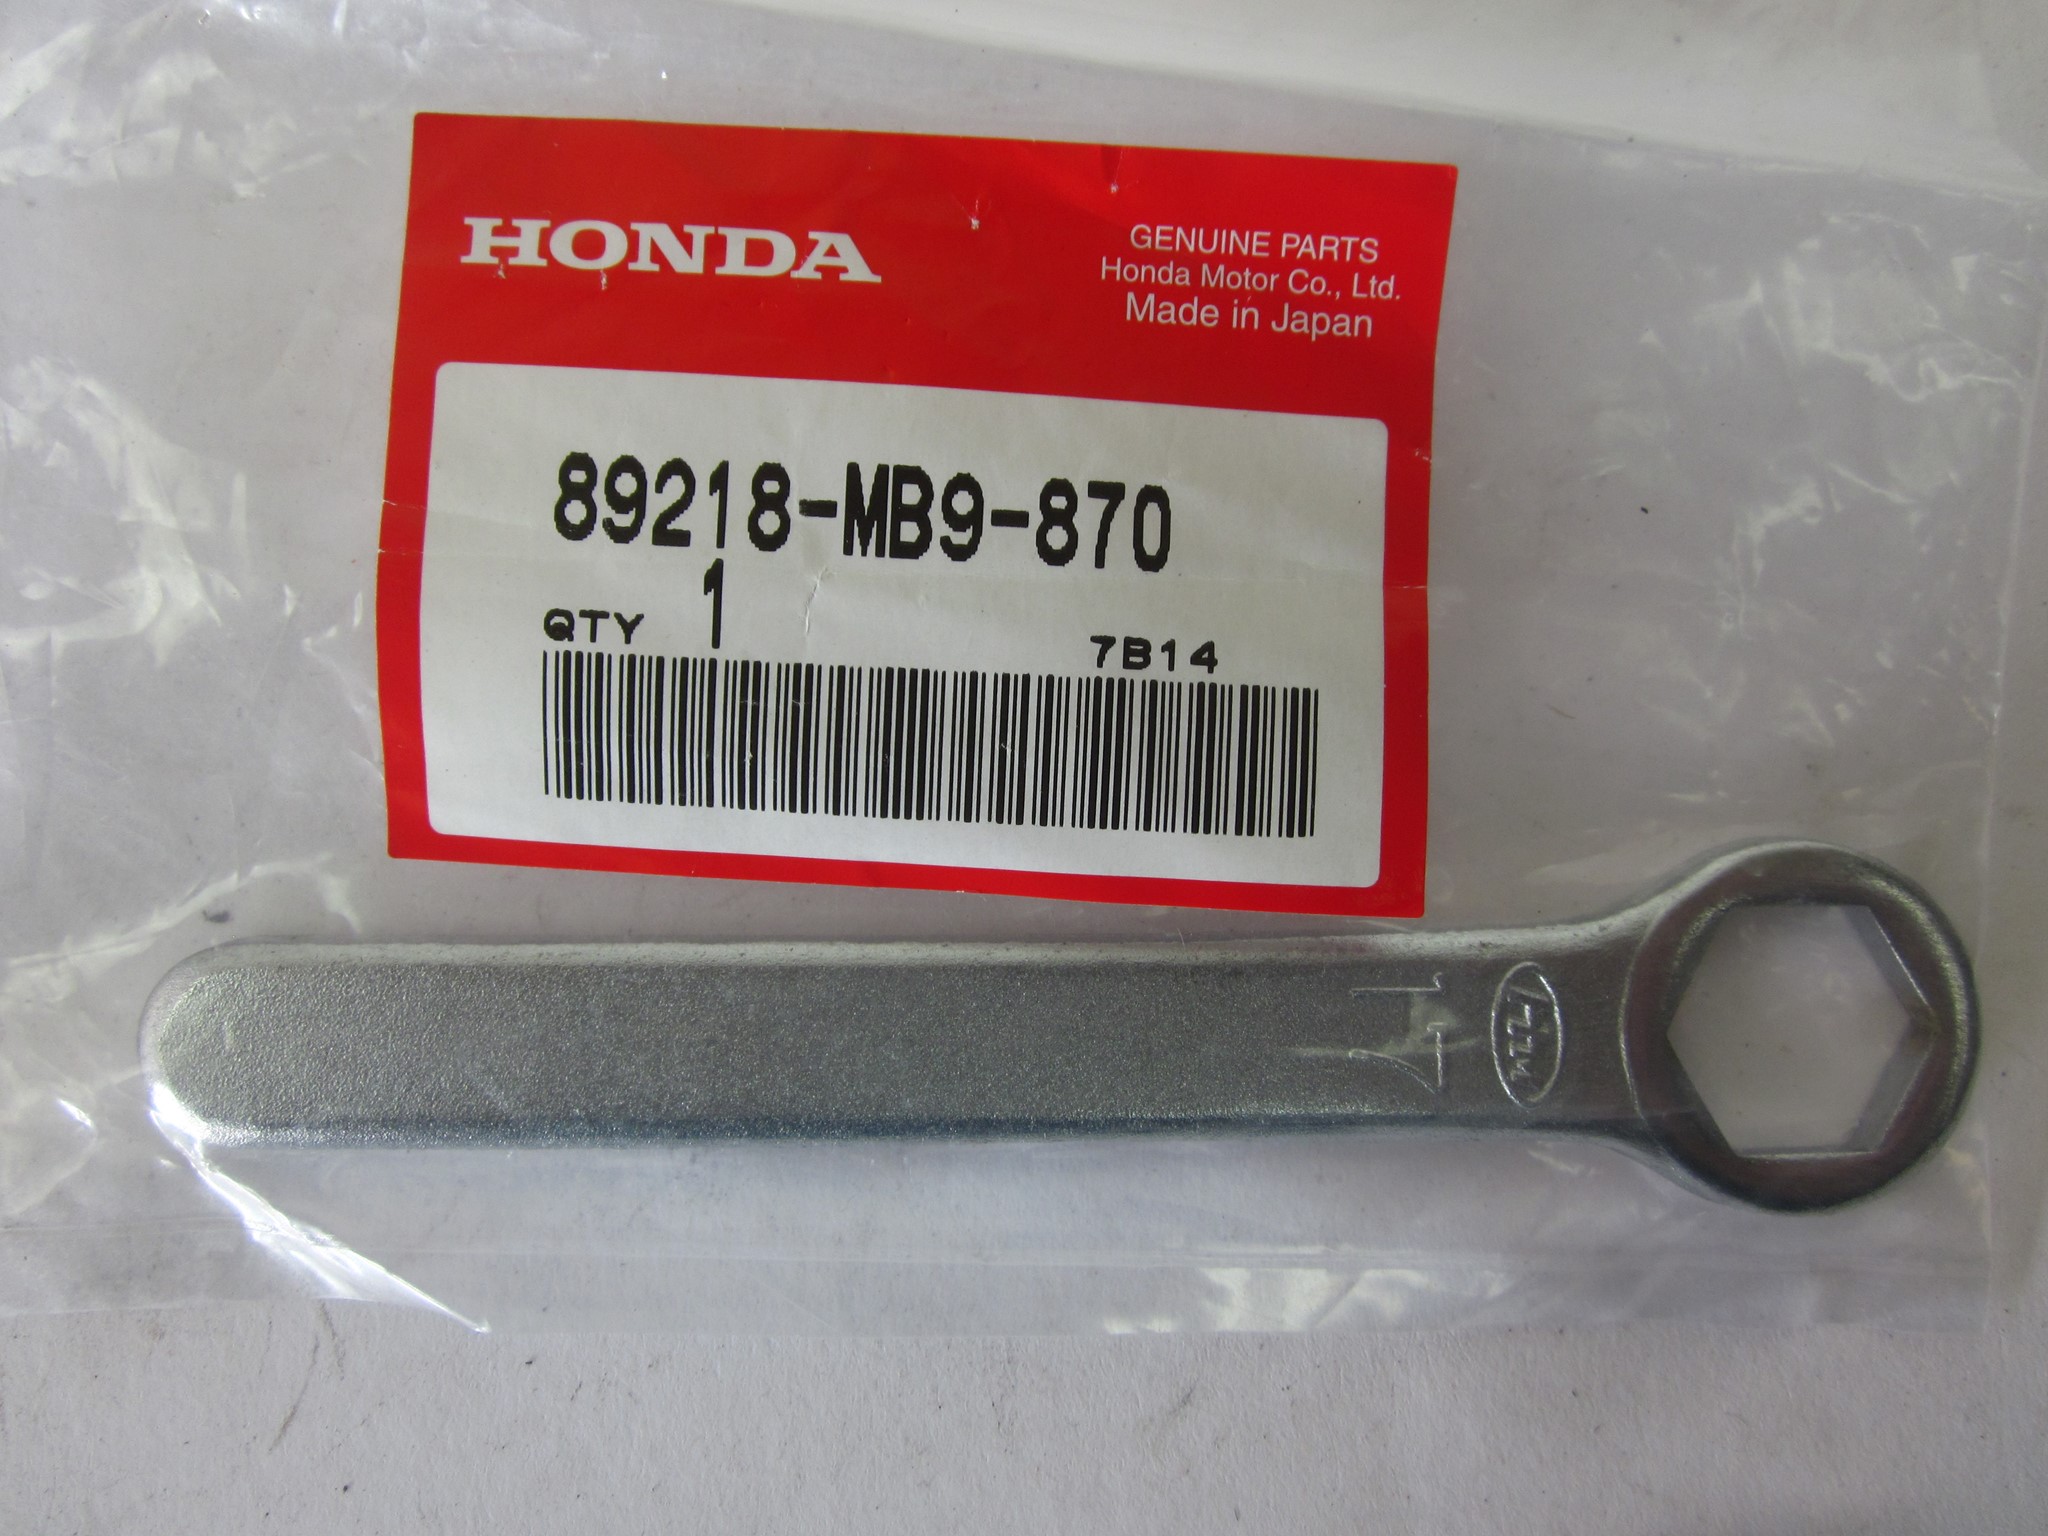 HONDA
GENUINE PARTS
Honda Motor Co., Ltd.
Made in Japan
89218-MB9-870
QTY 1
7B14
17